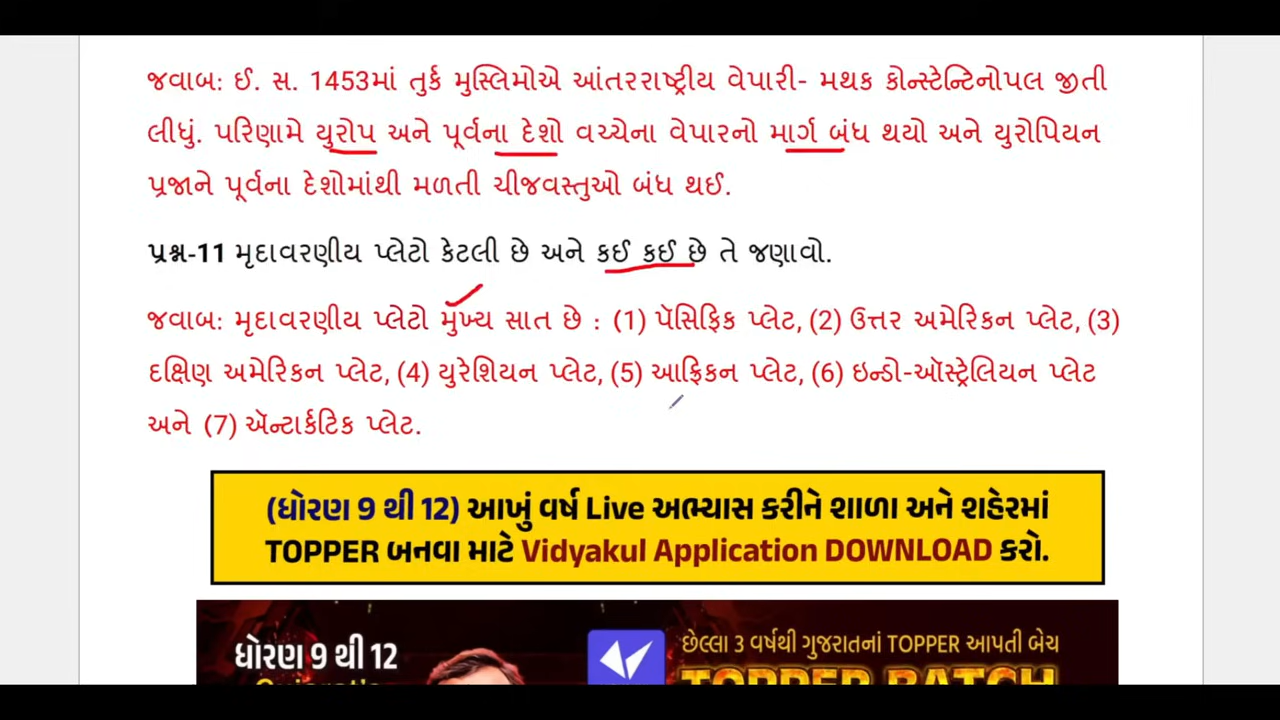 જવાબ: ઈ. સ. 1453માં તુર્ક મુસ્લિમોએ આંતરરાષ્ટ્રીય વેપારી- મથક કોન્સ્ટેન્ટિનોપલ જીતી
લીધું. પરિણામે યુરોપ અને પૂર્વના દેશો વચ્ચેના વેપારનો માર્ગ બંધ થયો અને યુરોપિયન
પ્રજાને પૂર્વના દેશોમાંથી મળતી ચીજવસ્તુઓ બંધ થઈ.
પ્રશ્ન-11 મૃદાવરણીય પ્લેટો કેટલી છે અને કઈ કઈ છે તે જણાવો.
જવાબ: મૃદાવરણીય પ્લેટો મુખ્ય સાત છે : (1) પૅસિફિક પ્લેટ, (2) ઉત્તર અમેરિકન પ્લેટ, (3)
દક્ષિણ અમેરિકન પ્લેટ, (4) યુરેશિયન પ્લેટ, (5) આફ્રિકન પ્લેટ, (6) ઇન્ડો-ઑસ્ટ્રેલિયન પ્લેટ
અને (7) ઍન્ટાર્કટિક પ્લેટ.
(ધોરણ 9 થી 12) આખું વર્ષ Live અભ્યાસ કરીને શાળા અને શહેરમાં
TOPPER બનવા માટે Vidyakul Application DOWNLOAD કરો.
ધોરણ 9 થી 12
છેલ્લા 3 વર્ષથી ગુજરાતનાં TOPPER આપતી બેચ
Gujarat's
TOPPER BATCH